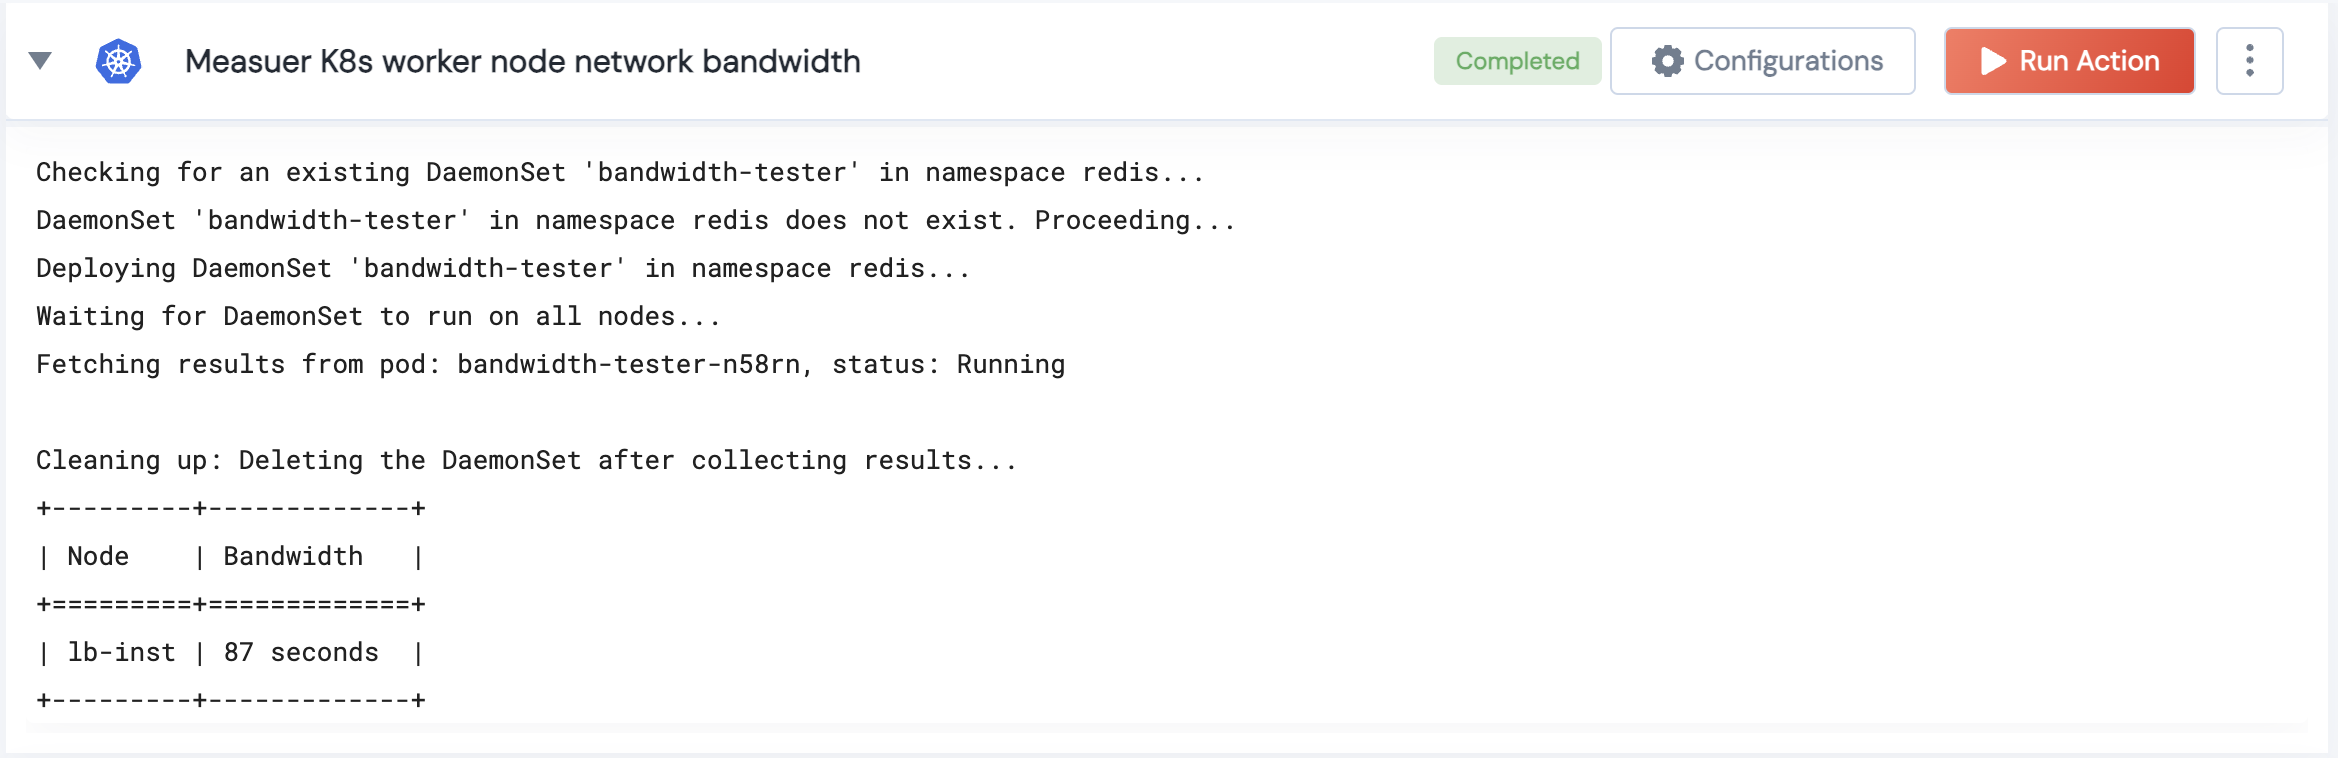 Measuer K8s worker node network bandwidth
Completed
Configurations
Run Action
Checking for an existing DaemonSet 'bandwidth-tester' in namespace redis...
DaemonSet 'bandwidth-tester' in namespace redis does not exist. Proceeding...
Deploying DaemonSet 'bandwidth-tester' in namespace redis...
Waiting for DaemonSet to run on all nodes...
Fetching results from pod: bandwidth-tester-n58rn, status: Running
Cleaning up: Deleting the DaemonSet after collecting results...
+---------+-------------+
| Node    | Bandwidth   |
+=========+=============+
| lb-inst | 87 seconds  |
+---------+-------------+